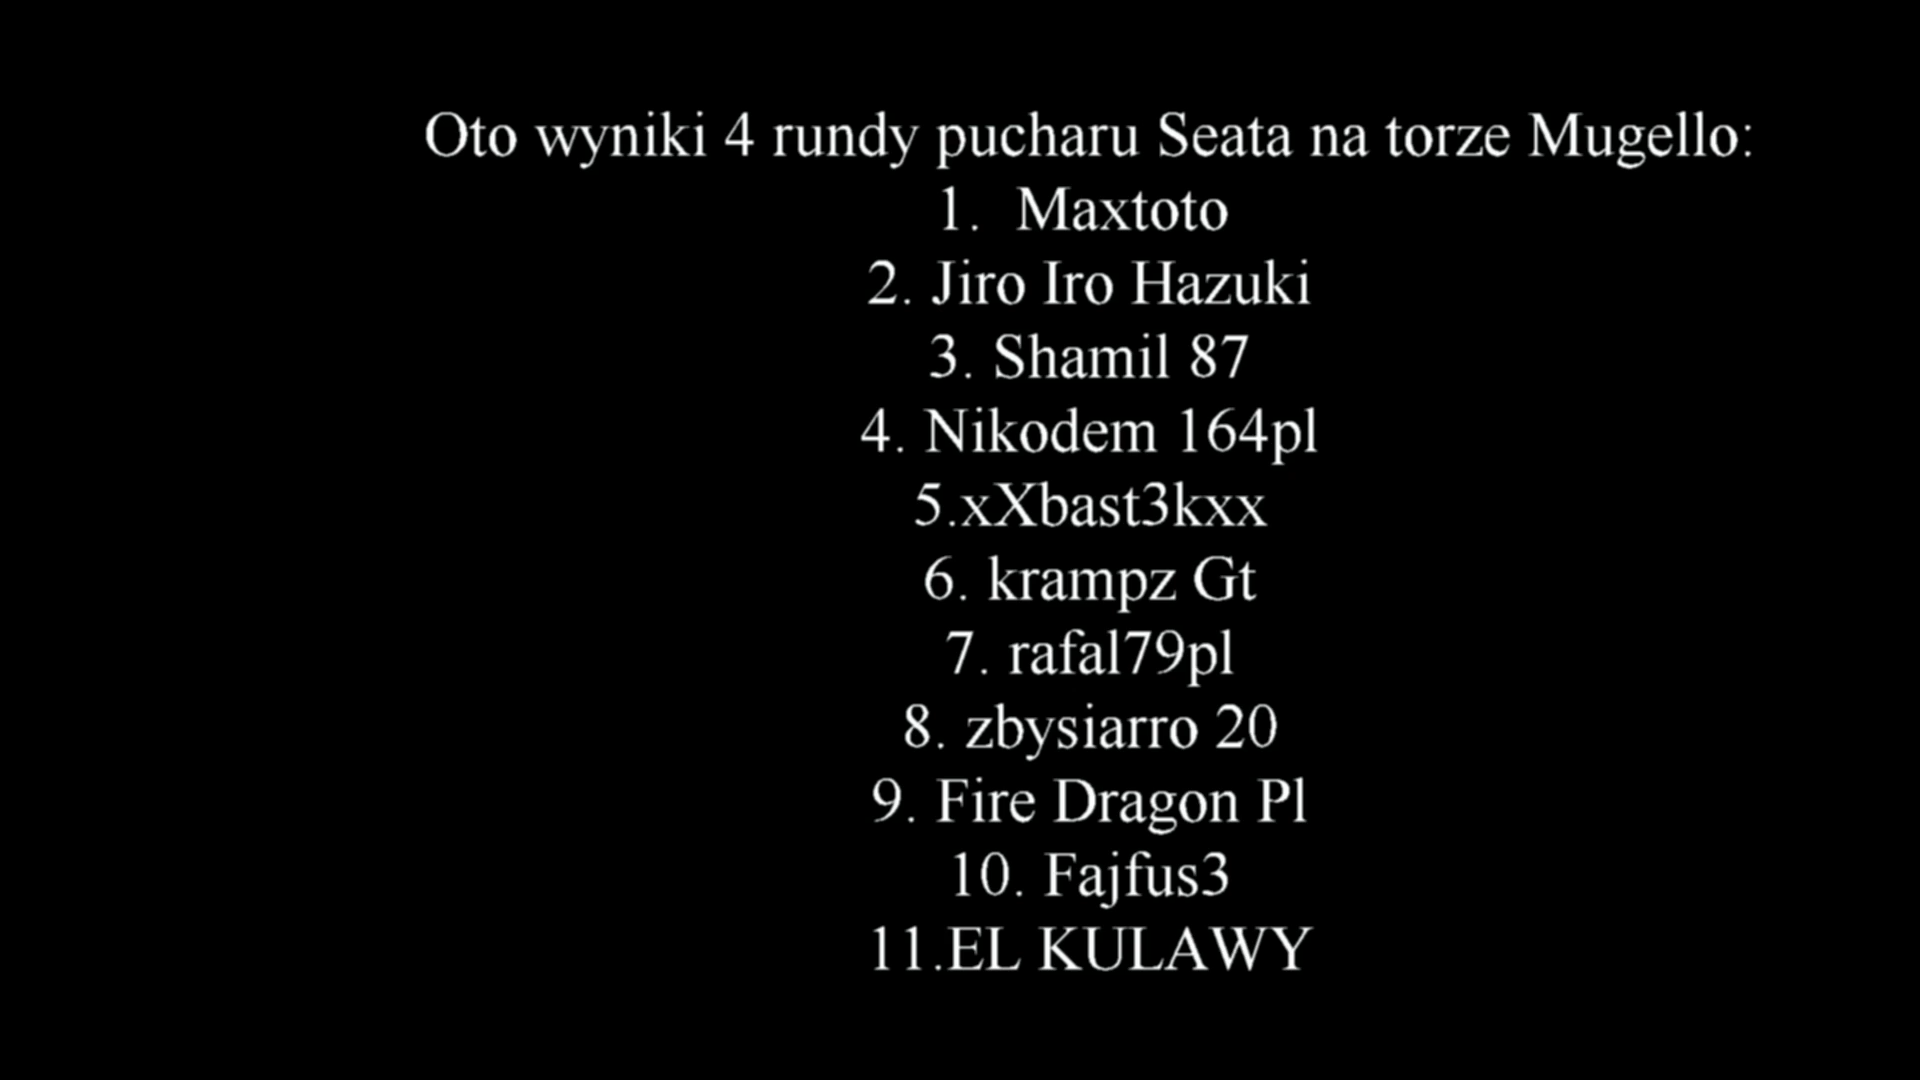 Oto wyniki 4 rundy pucharu Seata na torze Mugello:
1. Maxtoto
2. Jiro Iro Hazuki
3. Shamil 87
4. Nikodem 164pl
5.xXbast3kxx
6. krampz Gt
7. rafal79pl
8. zbysiarro 20
9. Fire Dragon Pl
10. Fajfus3
11.EL KULAWY